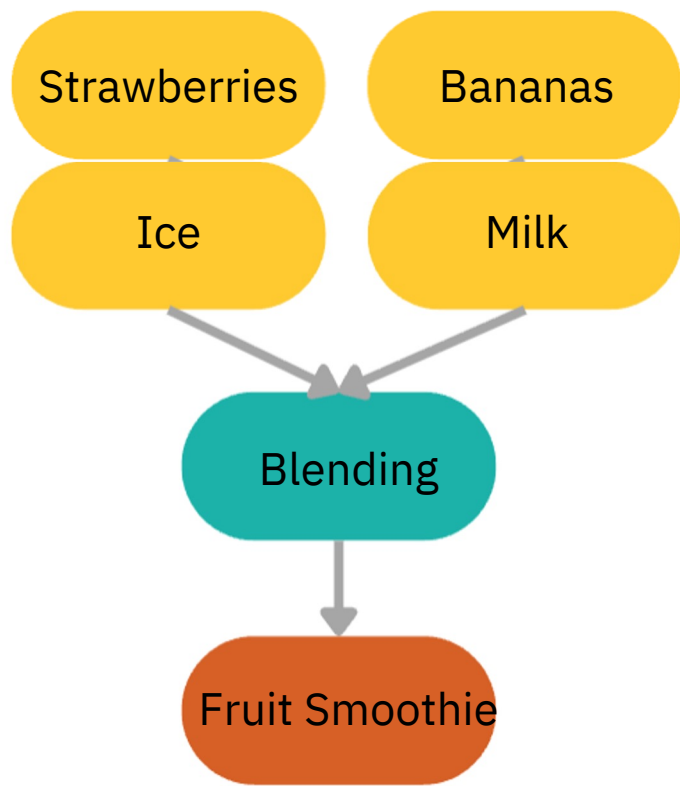 Strawberries
Bananas
Ice
Milk
Blending
Fruit Smoothie